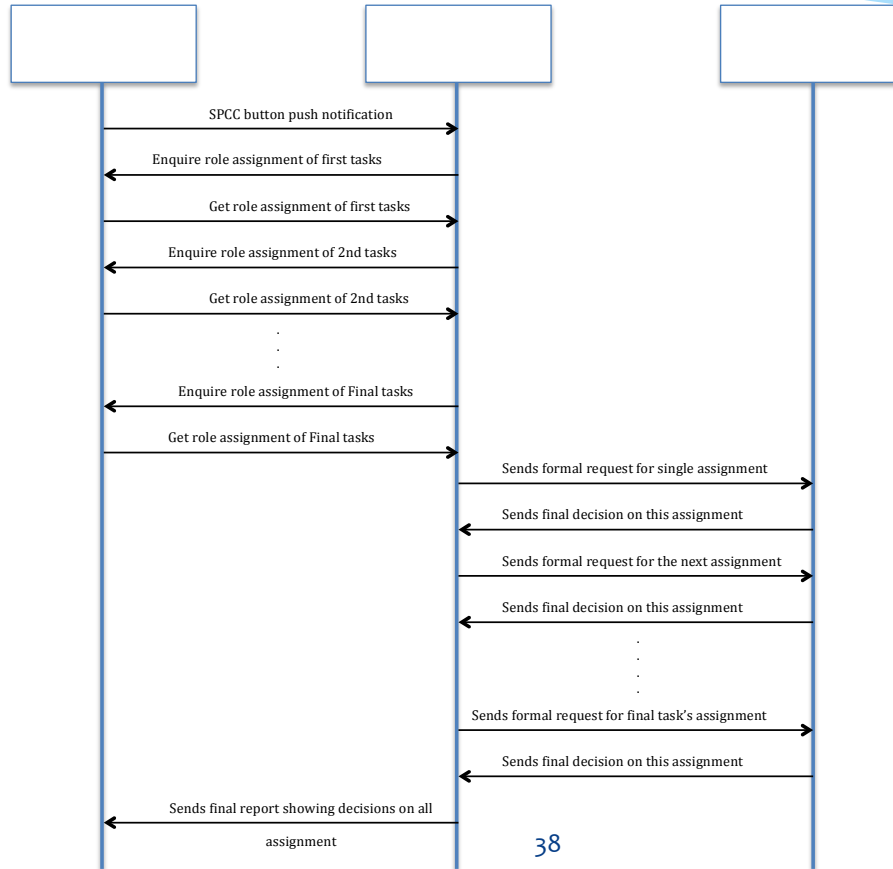 SPCC button push notification
Enquire role assignment of first tasks
Get role assignment of first tasks
Enquire role assignment of 2nd tasks
Get role assignment of 2nd tasks
.
.
.
Enquire role assignment of Final tasks
Get role assignment of Final tasks
Sends formal request for single assignment
Sends final decision on this assignment
Sends formal request for the next assignment
Sends final decision on this assignment
.
.
.
.
Sends formal request for final task’s assignment
Sends final decision on this assignment
Sends final report showing decisions on all
assignment
38